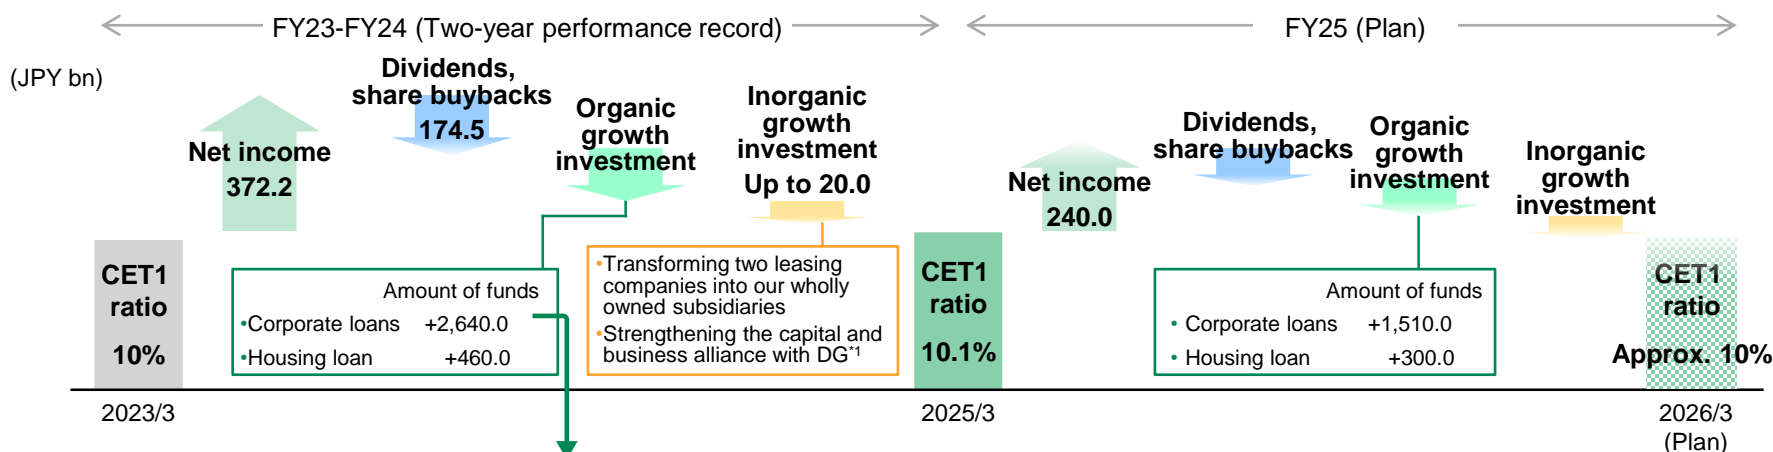 FY23-FY24 (Two-year performance record)
FY25 (Plan)
(JPY bn)
Net income
372.2
Dividends,
share buybacks
174.5
Organic
growth
investment
Inorganic
growth
investment
Up to 20.0
Net income
240.0
Dividends,
share buybacks
Organic
growth
investment
Inorganic
growth
investment
CET1
ratio
10%
Amount of funds
•Corporate loans +2,640.0
•Housing loan +460.0
•Transforming two leasing
companies into our wholly
owned subsidiaries
•Strengthening the capital and
business alliance with DG*1
CET1
ratio
10.1%
Amount of funds
• Corporate loans +1,510.0
• Housing loan +300.0
CET1
ratio
Approx. 10%
2023/3
2025/3
2026/3
(Plan)